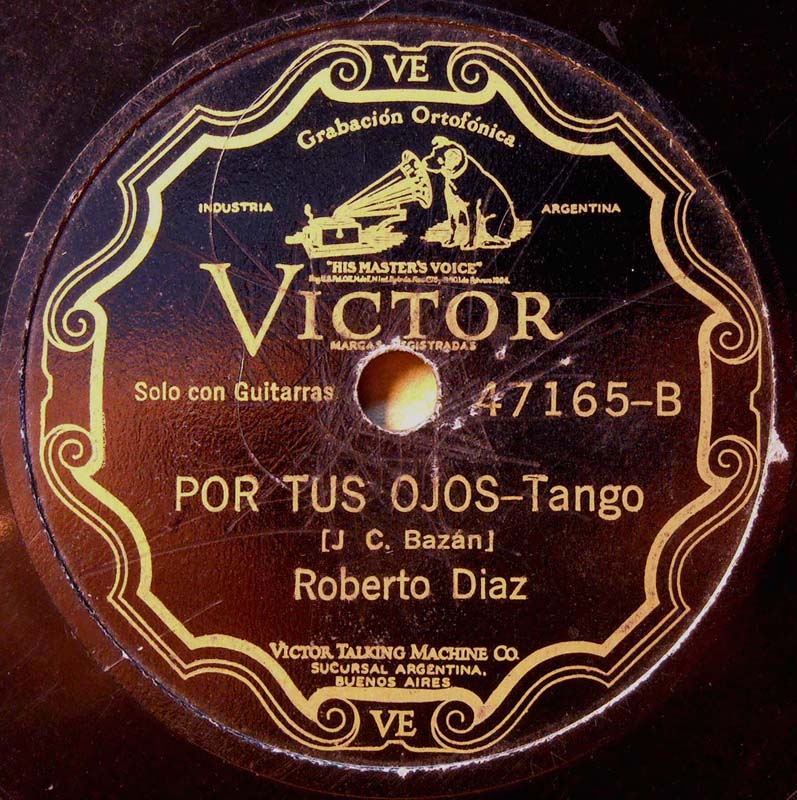 VE
Grabación Ortofónica
INDUSTRIA ARGENTINA
"HIS MASTER'S VOICE"
VICTOR
MARCAS REGISTRADAS
Solo con Guitarras 47165-B
POR TUS OJOS-Tango
[J C. Bazán]
Roberto Diaz
VICTOR TALKING MACHINE CO.
SUCURSAL ARGENTINA,
BUENOS AIRES
VE